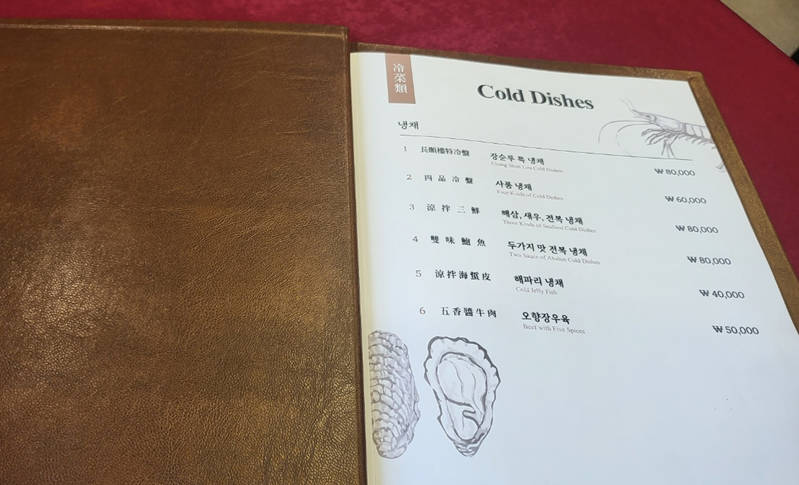 冷菜類
Cold Dishes
냉채
1 長順樓特冷盤 장순루 특 냉채 ₩ 80,000
Chang Shun Lou Cold Dishes
2 四品冷盤 사품 냉채 ₩ 60,000
Four Kinds of Cold Dishes
3 涼拌三鮮 해삼, 새우, 전복 냉채 ₩ 80,000
Three Kinds of Seafood Cold Dishes
4 雙味鮑魚 두가지 맛 전복 냉채 ₩ 80,000
Two Sauce of Abalon Cold Dishes
5 涼拌海蜇皮 해파리 냉채 ₩ 40,000
Cold Jelly Fish
6 五香醬牛肉 오향장우육 ₩ 50,000
Beef with Five Spices